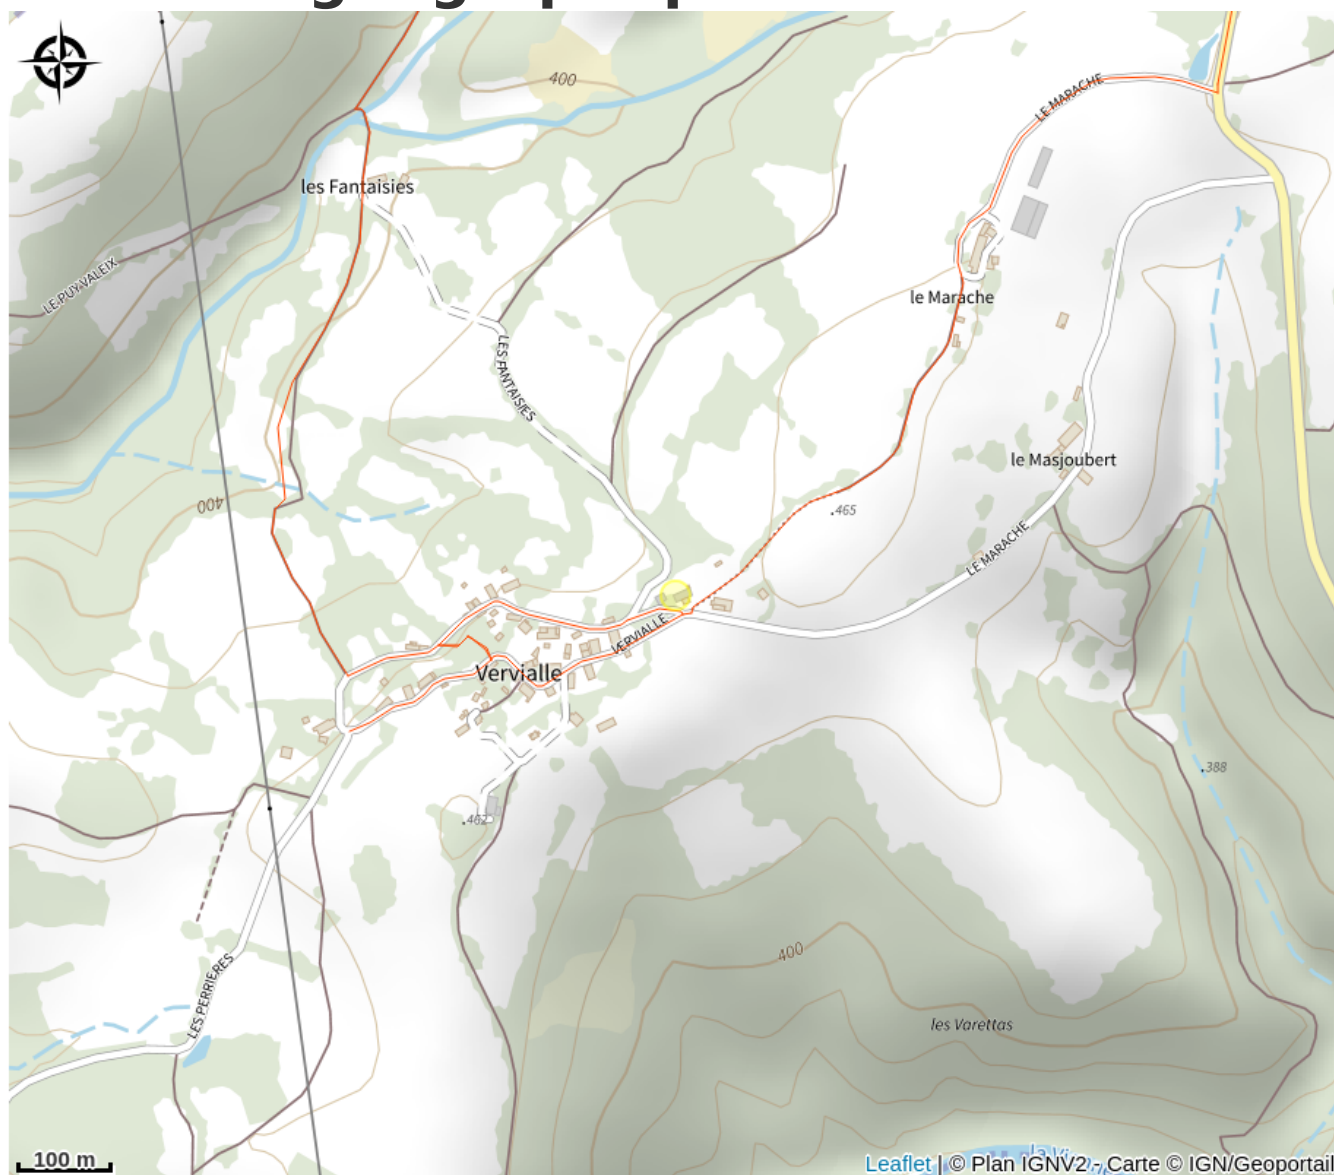 400
LE MARACHE
les Fantaisies
LE PUY VALEIX
le Marache
LES FANTAISIES
le Masjoubert
400
.465
LE MARACHE
VERVIALLE
Vervialle
.388
.462
400
LES PERRIERES
les Varettas
100 m
Leaflet | © Plan IGNV2 - Carte © IGN/Geoportail